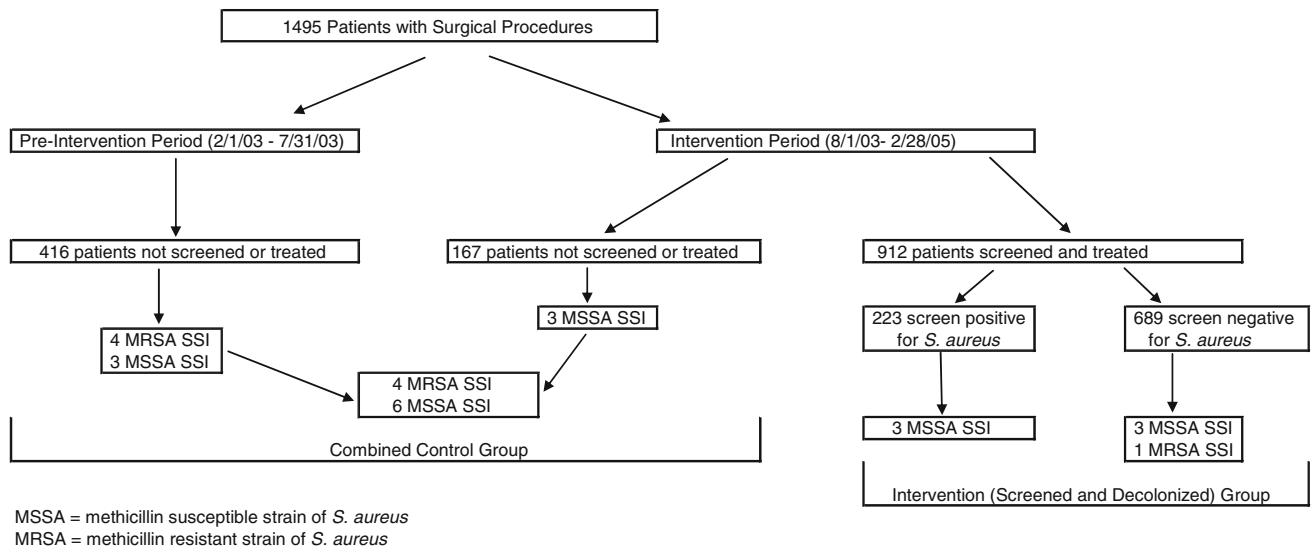 1495 Patients with Surgical Procedures
Pre-Intervention Period (2/1/03 - 7/31/03)
Intervention Period (8/1/03- 2/28/05)
416 patients not screened or treated
167 patients not screened or treated
912 patients screened and treated
4 MRSA SSI
3 MSSA SSI
3 MSSA SSI
223 screen positive
for S. aureus
689 screen negative
for S. aureus
4 MRSA SSI
6 MSSA SSI
3 MSSA SSI
3 MSSA SSI
1 MRSA SSI
Combined Control Group
Intervention (Screened and Decolonized) Group
MSSA = methicillin susceptible strain of S. aureus
MRSA = methicillin resistant strain of S. aureus